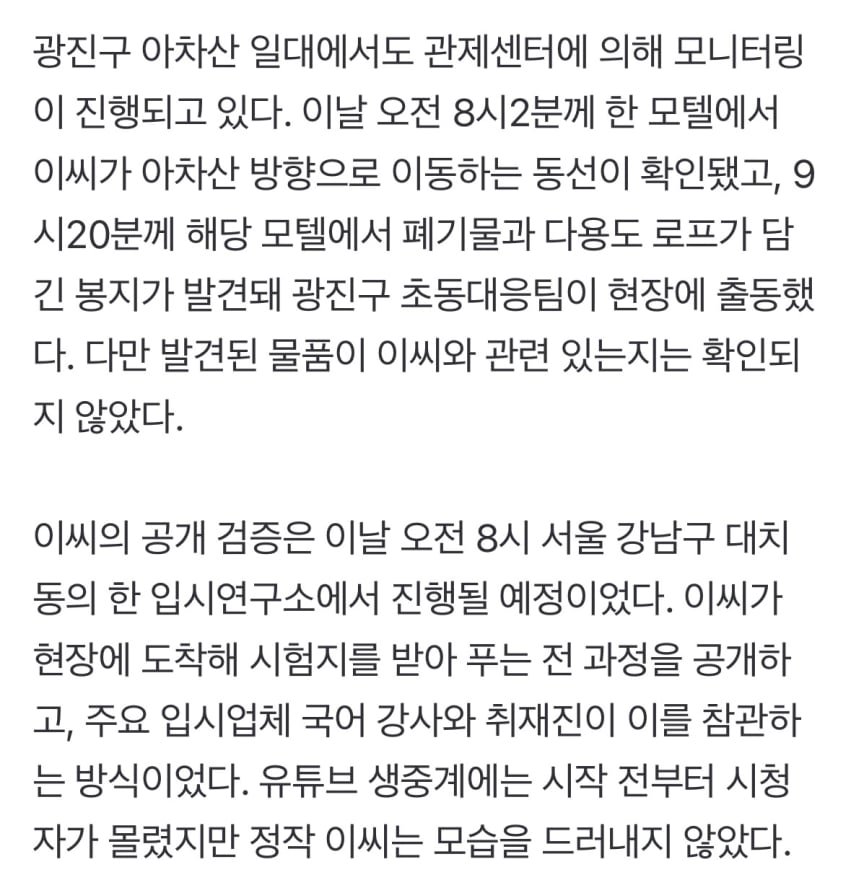 광진구 아차산 일대에서도 관제센터에 의해 모니터링
이 진행되고 있다. 이날 오전 8시2분께 한 모텔에서
이씨가 아차산 방향으로 이동하는 동선이 확인됐고, 9
시20분께 해당 모텔에서 폐기물과 다용도 로프가 담
긴 봉지가 발견돼 광진구 초동대응팀이 현장에 출동했
다. 다만 발견된 물품이 이씨와 관련 있는지는 확인되
지 않았다.
이씨의 공개 검증은 이날 오전 8시 서울 강남구 대치
동의 한 입시연구소에서 진행될 예정이었다. 이씨가
현장에 도착해 시험지를 받아 푸는 전 과정을 공개하
고, 주요 입시업체 국어 강사와 취재진이 이를 참관하
는 방식이었다. 유튜브 생중계에는 시작 전부터 시청
자가 몰렸지만 정작 이씨는 모습을 드러내지 않았다.